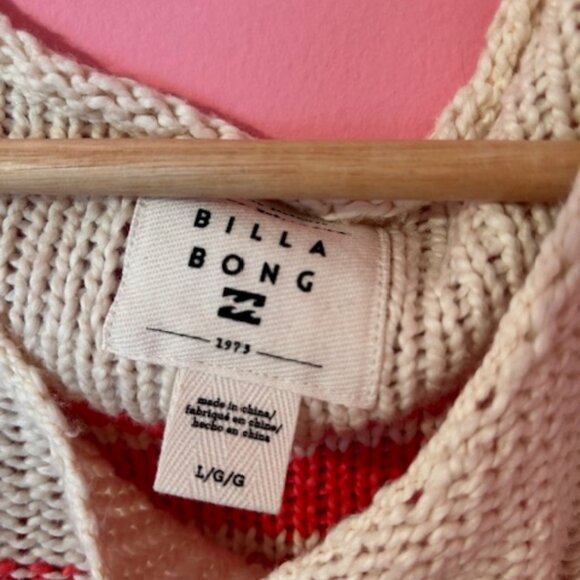 BILLA
BONG
1973
made in china/
fabriqué en chine/
hecho en china
L/G/G